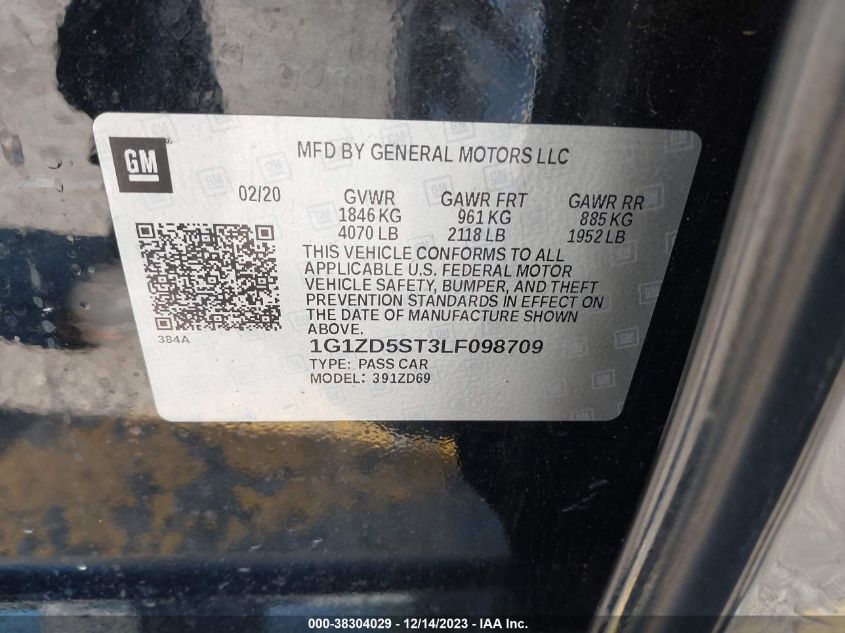 GM
MFD BY GENERAL MOTORS LLC
02/20 GVWR GAWR FRT GAWR RR
1846 KG 961 KG 885 KG
4070 LB 2118 LB 1952 LB
THIS VEHICLE CONFORMS TO ALL
APPLICABLE U.S. FEDERAL MOTOR
VEHICLE SAFETY, BUMPER, AND THEFT
PREVENTION STANDARDS IN EFFECT ON
THE DATE OF MANUFACTURE SHOWN
ABOVE.
384A
1G1ZD5ST3LF098709
TYPE: PASS CAR
MODEL: 391ZD69
000-38304029 - 12/14/2023 - IAA Inc.